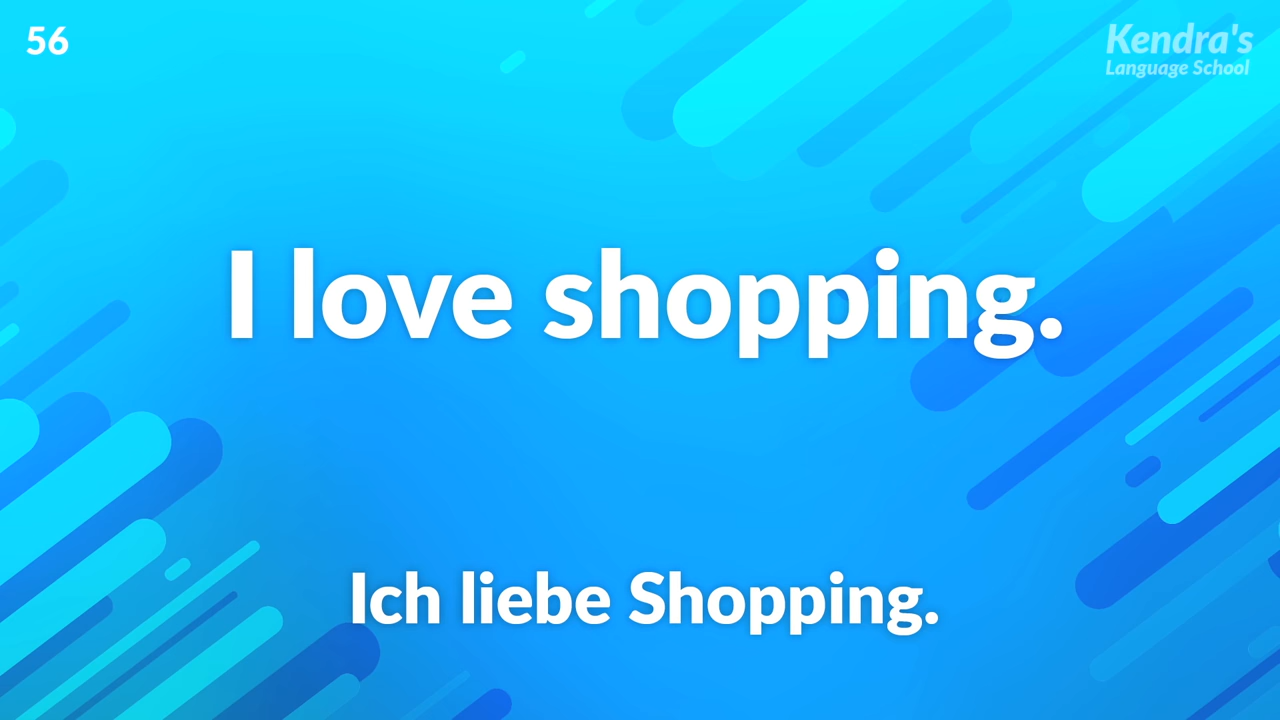 56
Kendra's
Language School
I love shopping.
Ich liebe Shopping.